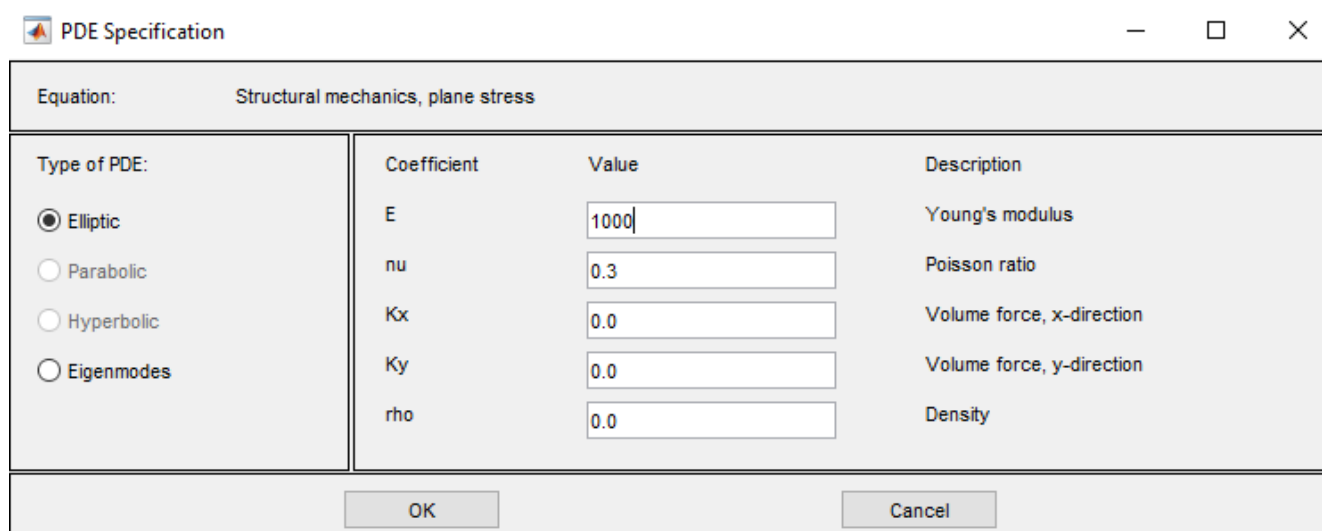 PDE Specification
Equation: Structural mechanics, plane stress
Type of PDE:
Elliptic
Parabolic
Hyperbolic
Eigenmodes
Coefficient Value Description
E 1000 Young's modulus
nu 0.3 Poisson ratio
Kx 0.0 Volume force, x-direction
Ky 0.0 Volume force, y-direction
rho 0.0 Density
OK Cancel